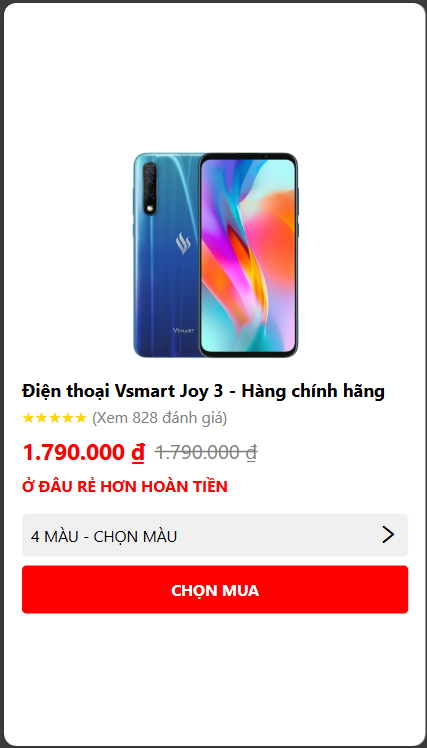 VSMART
Điện thoại Vsmart Joy 3 - Hàng chính hãng
★★★★★ (Xem 828 đánh giá)
1.790.000 ₫ 1.790.000 ₫
Ở ĐÂU RẺ HƠN HOÀN TIỀN
4 MÀU - CHỌN MÀU
CHỌN MUA